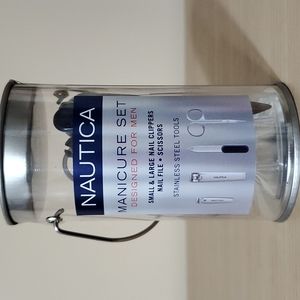 NAUTICA
MANICURE SET
DESIGNED FOR MEN
SMALL & LARGE NAIL CLIPPERS
NAIL FILE • SCISSORS
STAINLESS STEEL TOOLS